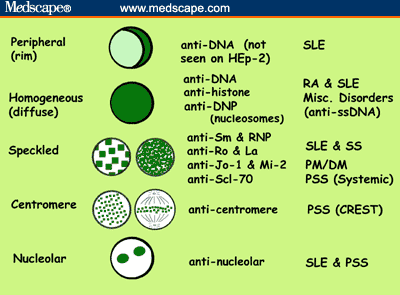 Medscape® www.medscape.com
Peripheral (rim) anti-DNA (not seen on HEp-2) SLE
Homogeneous (diffuse) anti-DNA anti-histone anti-DNP (nucleosomes) RA & SLE Misc. Disorders (anti-ssDNA)
Speckled anti-Sm & RNP anti-Ro & La anti-Jo-1 & Mi-2 anti-Scl-70 SLE & SS PM/DM PSS (Systemic)
Centromere anti-centromere PSS (CREST)
Nucleolar anti-nucleolar SLE & PSS